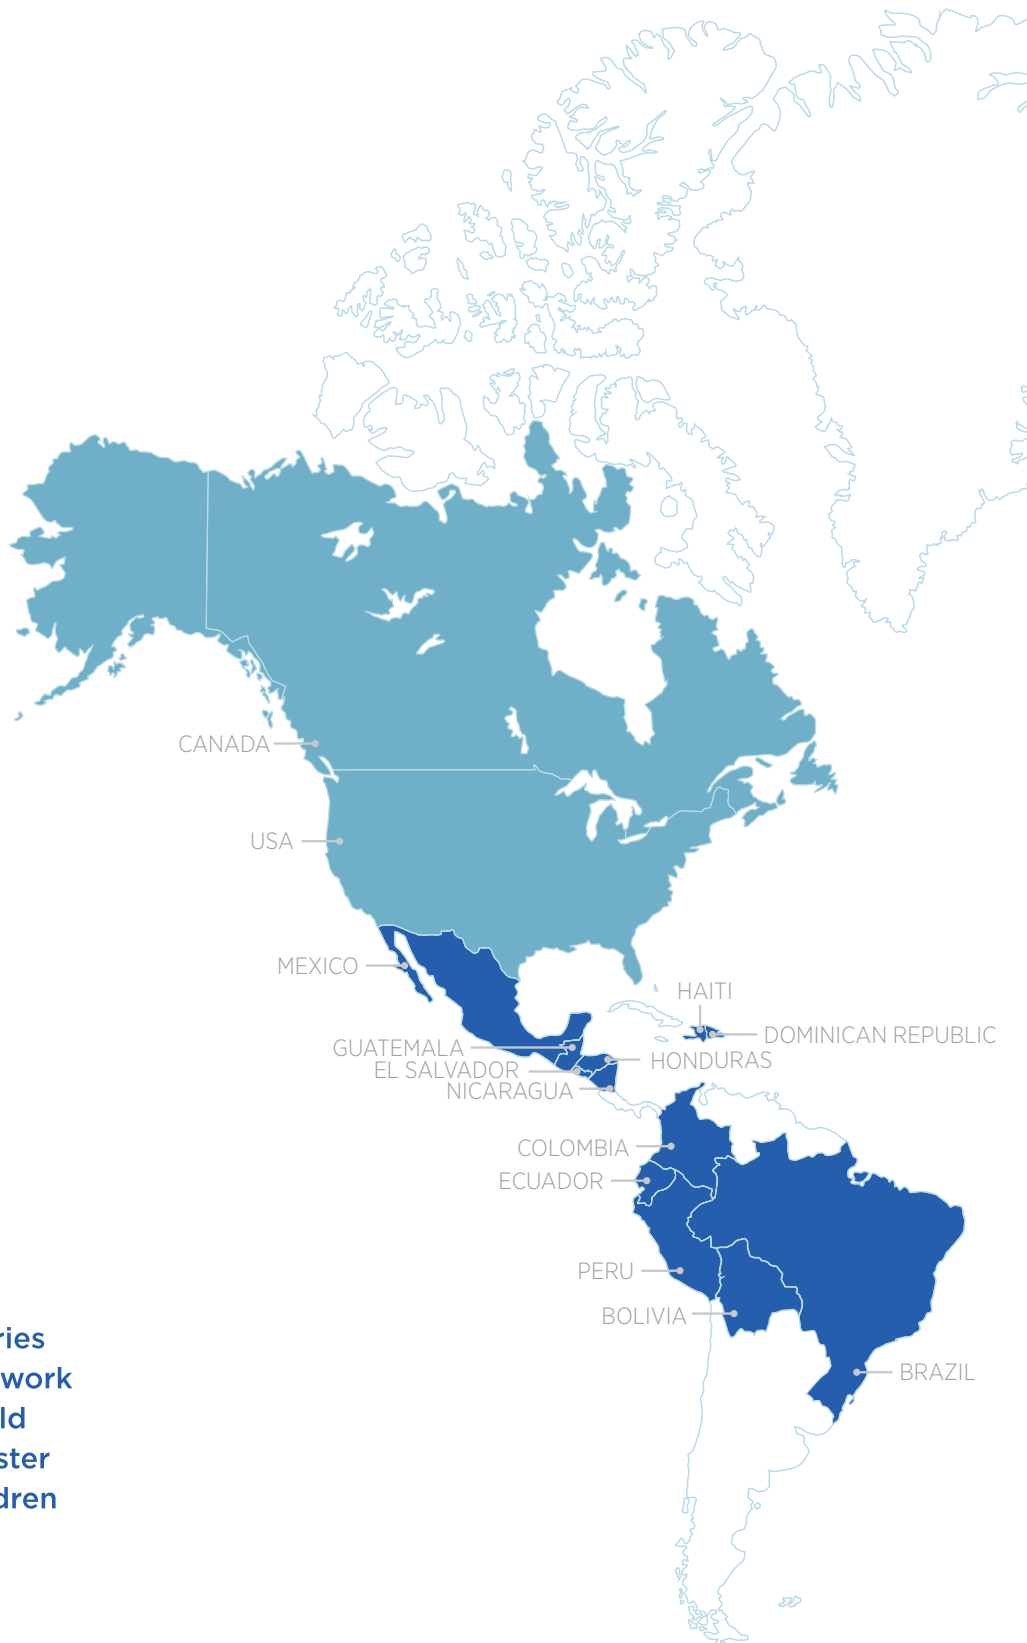 CANADA
USA
MEXICO
HAITI
DOMINICAN REPUBLIC
GUATEMALA
HONDURAS
EL SALVADOR
NICARAGUA
COLOMBIA
ECUADOR
PERU
BOLIVIA
BRAZIL
ries
work
ld
ster
dren